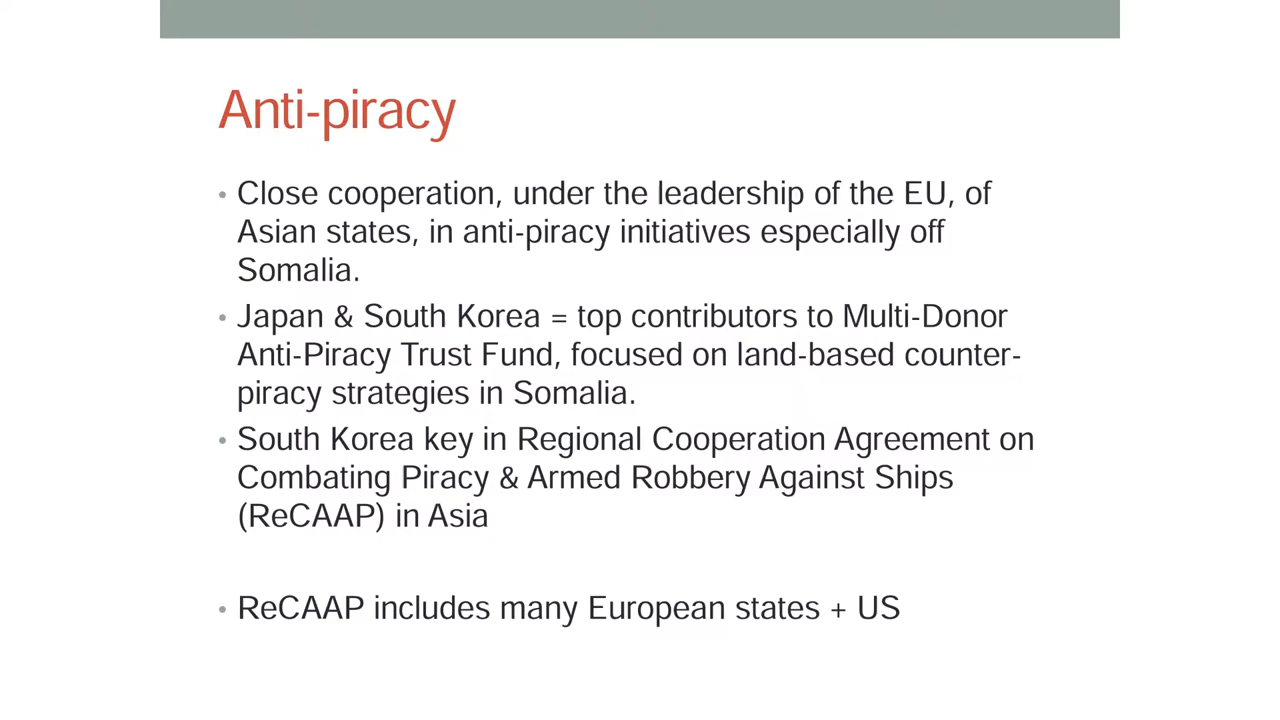 Anti-piracy
• Close cooperation, under the leadership of the EU, of
Asian states, in anti-piracy initiatives especially off
Somalia.
• Japan & South Korea = top contributors to Multi-Donor
Anti-Piracy Trust Fund, focused on land-based counter-
piracy strategies in Somalia.
• South Korea key in Regional Cooperation Agreement on
Combating Piracy & Armed Robbery Against Ships
(ReCAAP) in Asia
• ReCAAP includes many European states + US